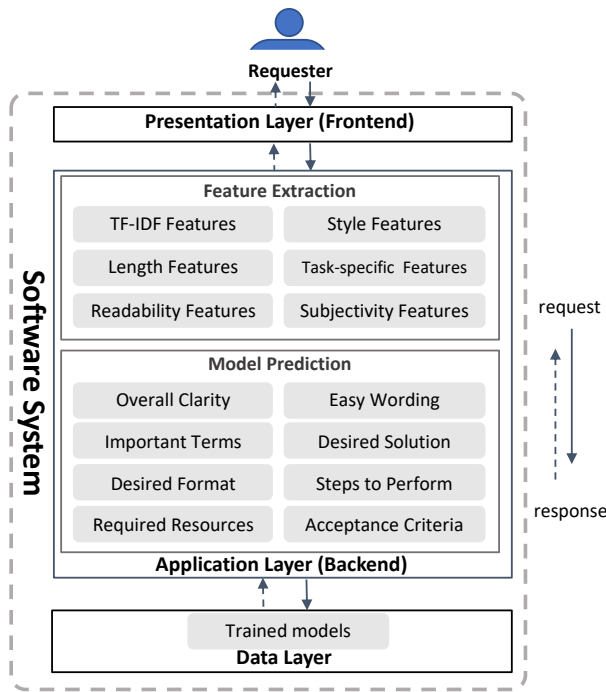 Requester
Presentation Layer (Frontend)
Feature Extraction
TF-IDF Features
Style Features
Length Features
Task-specific Features
Readability Features
Subjectivity Features
Model Prediction
Overall Clarity
Easy Wording
Important Terms
Desired Solution
Desired Format
Steps to Perform
Required Resources
Acceptance Criteria
Application Layer (Backend)
Trained models
Data Layer
Software System
request
response